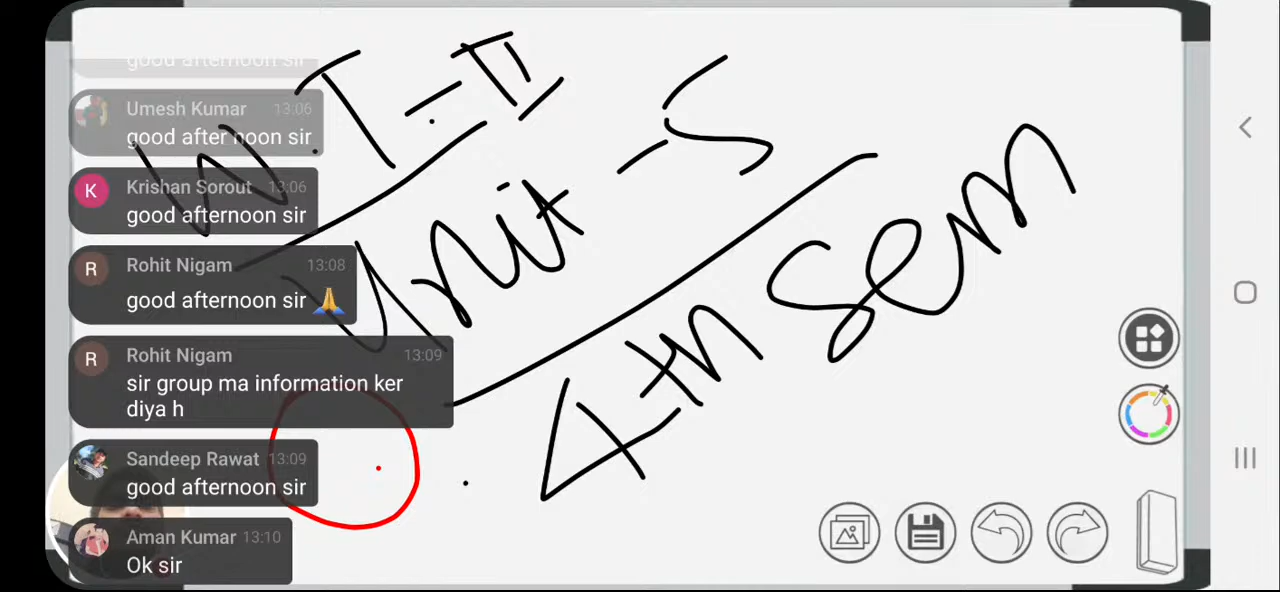 good afternoon sir
Umesh Kumar 13:06
good after noon sir
Krishan Sorout 13:06
good afternoon sir
Rohit Nigam 13:08
good afternoon sir 🙏
Rohit Nigam 13:09
sir group ma information ker
diya h
Sandeep Rawat 13:09
good afternoon sir
Aman Kumar 13:10
Ok sir
W.I-II
Unit-5
4th sem
K
R
R